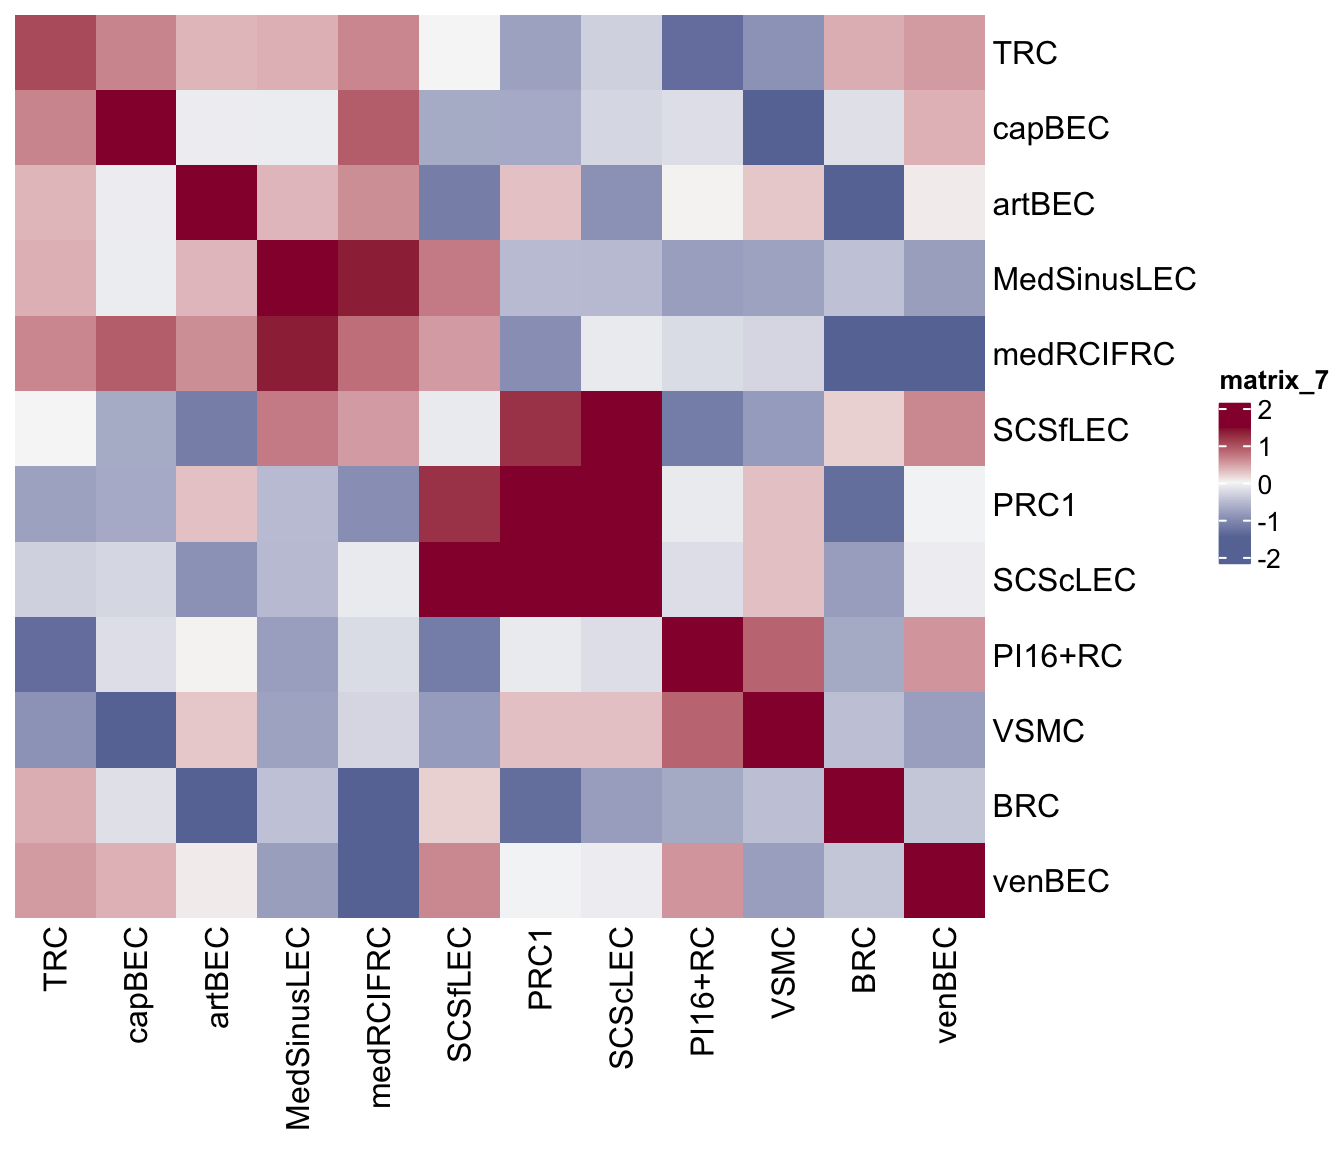 TRC
capBEC
artBEC
MedSinusLEC
medRCIFRC
SCSfLEC
PRC1
SCScLEC
PI16+RC
VSMC
BRC
venBEC
matrix_7
2
1
0
-1
-2
TRC
capBEC
artBEC
MedSinusLEC
medRCIFRC
SCSfLEC
PRC1
SCScLEC
PI16+RC
VSMC
BRC
venBEC